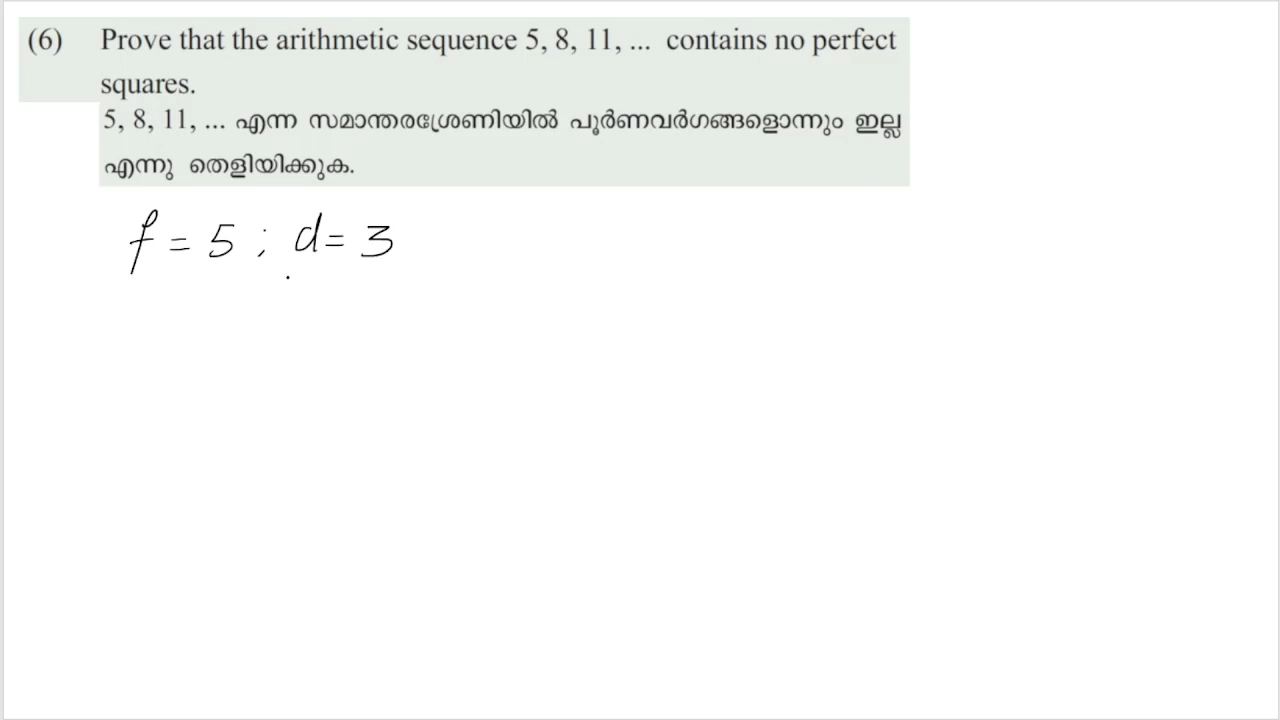 (6) Prove that the arithmetic sequence 5, 8, 11, ... contains no perfect
squares.
5, 8, 11, ... എന്ന സമാന്തരശ്രേണിയിൽ പൂർണവർഗങ്ങളൊന്നും ഇല്ല
എന്നു തെളിയിക്കുക.
f = 5 ; d = 3